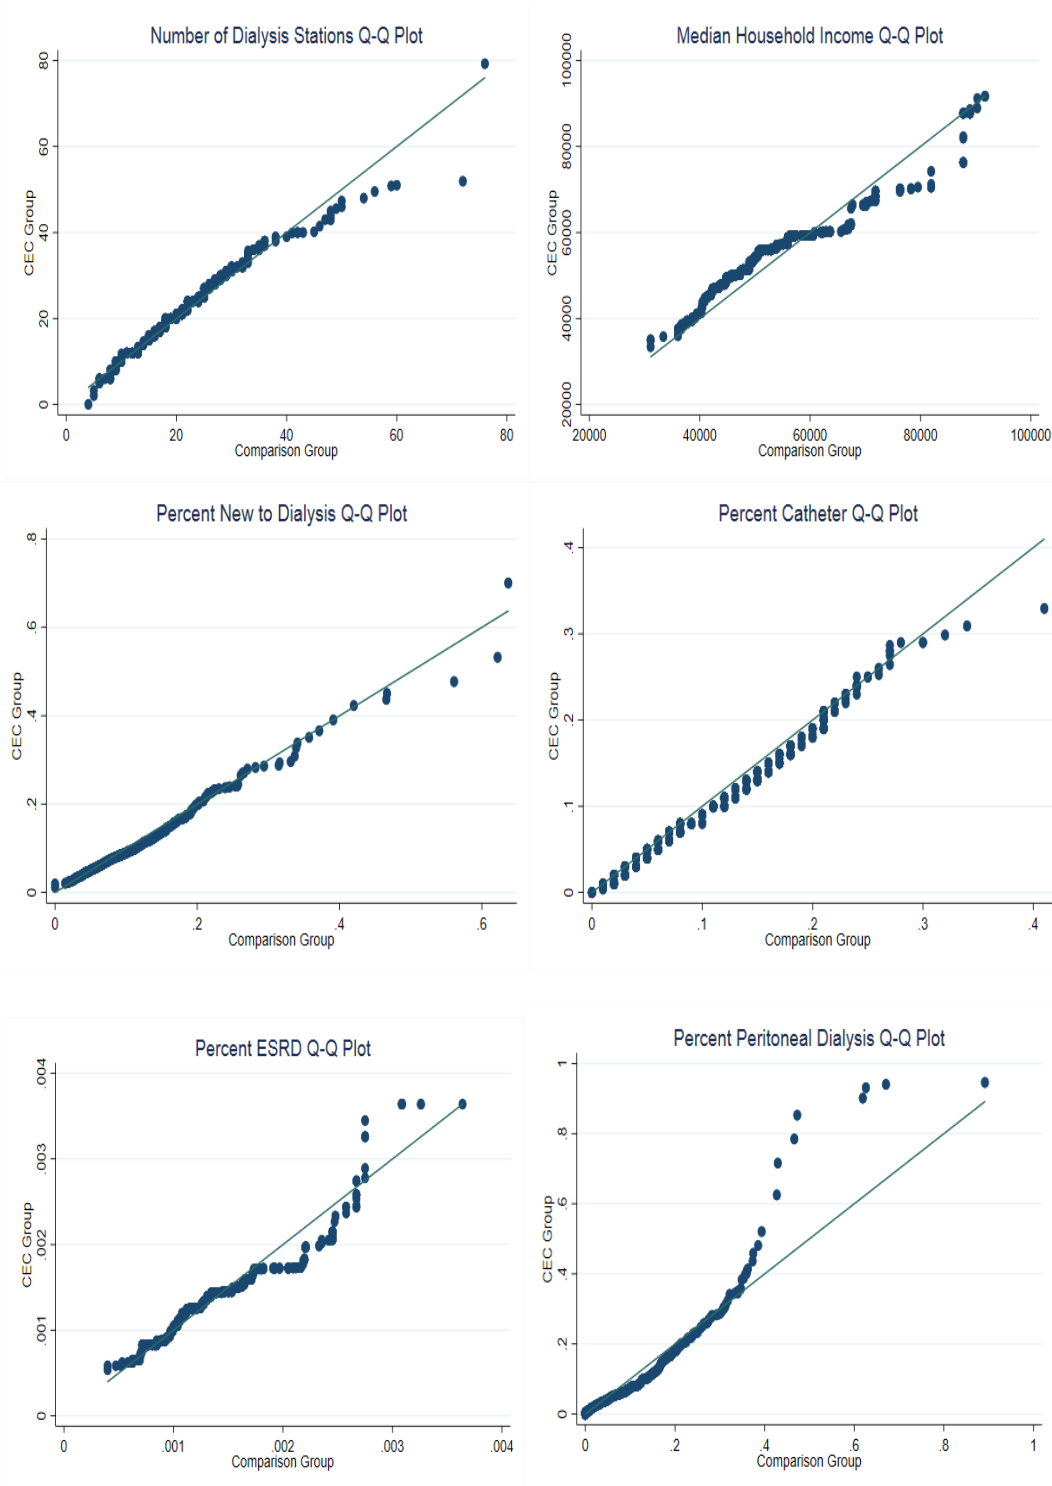 Number of Dialysis Stations Q-Q Plot
CEC Group
0 20 40 60 80
0 20 40 60 80
Comparison Group
Median Household Income Q-Q Plot
CEC Group
20000 40000 60000 80000 100000
20000 40000 60000 80000 100000
Comparison Group
Percent New to Dialysis Q-Q Plot
CEC Group
0 .2 .4 .6 .8
0 .2 .4 .6
Comparison Group
Percent Catheter Q-Q Plot
CEC Group
0 .1 .2 .3 .4
0 .1 .2 .3 .4
Comparison Group
Percent ESRD Q-Q Plot
CEC Group
0 .001 .002 .003 .004
0 .001 .002 .003 .004
Comparison Group
Percent Peritoneal Dialysis Q-Q Plot
CEC Group
0 .2 .4 .6 .8 1
0 .2 .4 .6 .8 1
Comparison Group